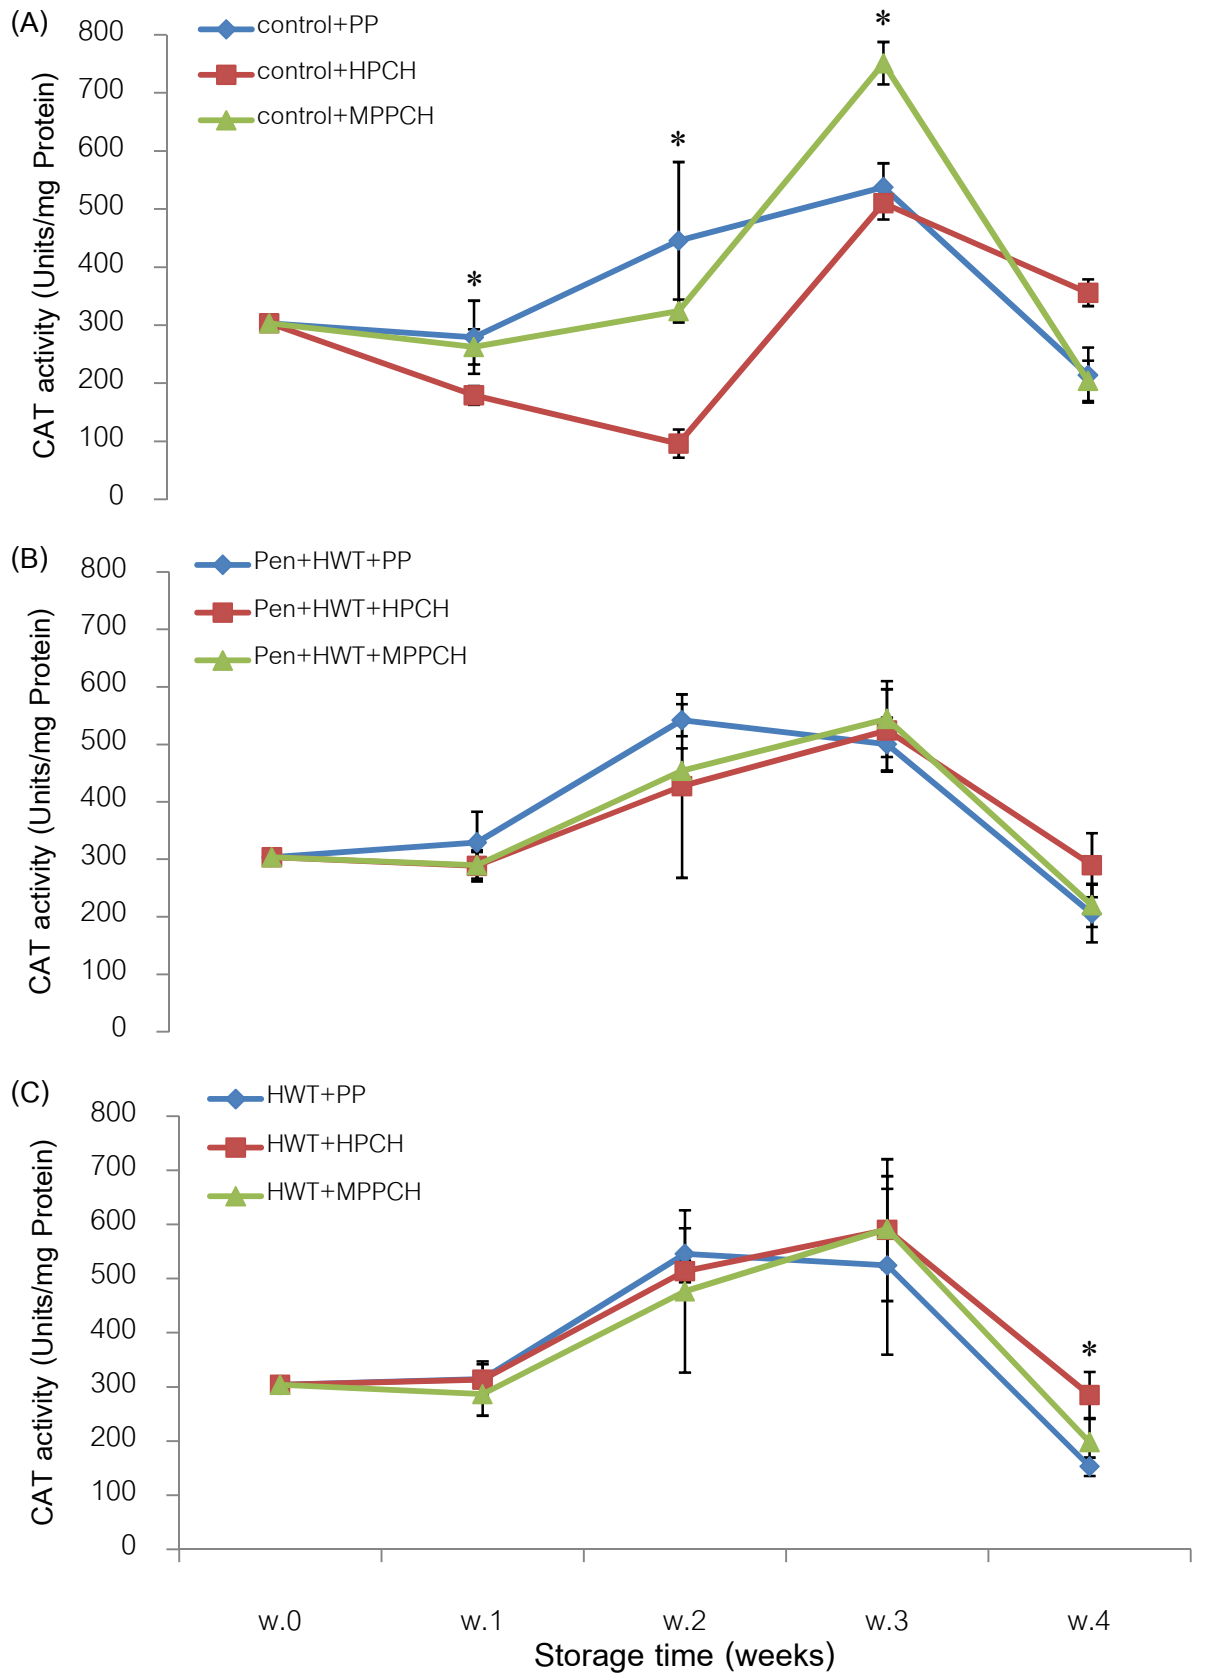 (A)
800
700
600
500
400
300
200
100
0
CAT activity (Units/mg Protein)
control+PP
control+HPCH
control+MPPCH
*
*
*
(B)
800
700
600
500
400
300
200
100
0
CAT activity (Units/mg Protein)
Pen+HWT+PP
Pen+HWT+HPCH
Pen+HWT+MPPCH
(C)
800
700
600
500
400
300
200
100
0
CAT activity (Units/mg Protein)
HWT+PP
HWT+HPCH
HWT+MPPCH
*
w.0 w.1 w.2 w.3 w.4
Storage time (weeks)